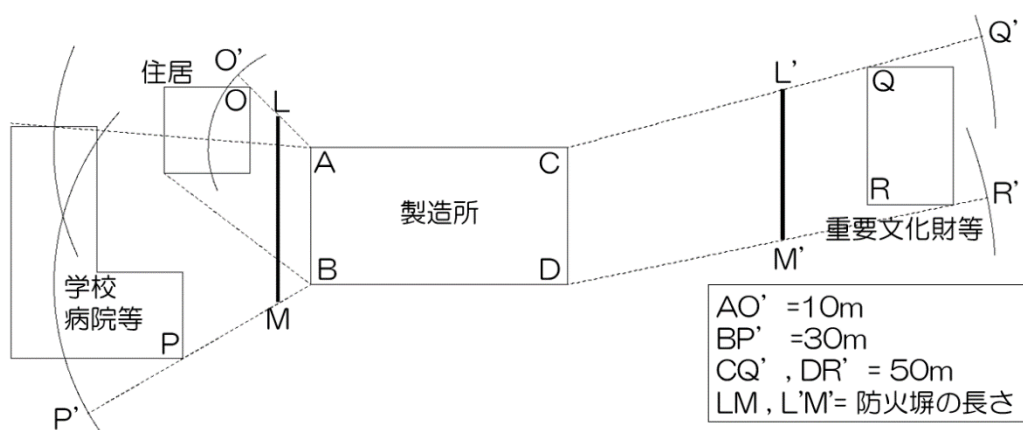 住居
O'
O
L
A
C
L'
Q'
Q
製造所
R
R'
B
D
M
M'
重要文化財等
学校
病院等
P
P'
AO' =10m
BP' =30m
CQ' , DR' = 50m
LM , L'M'= 防火塀の長さ